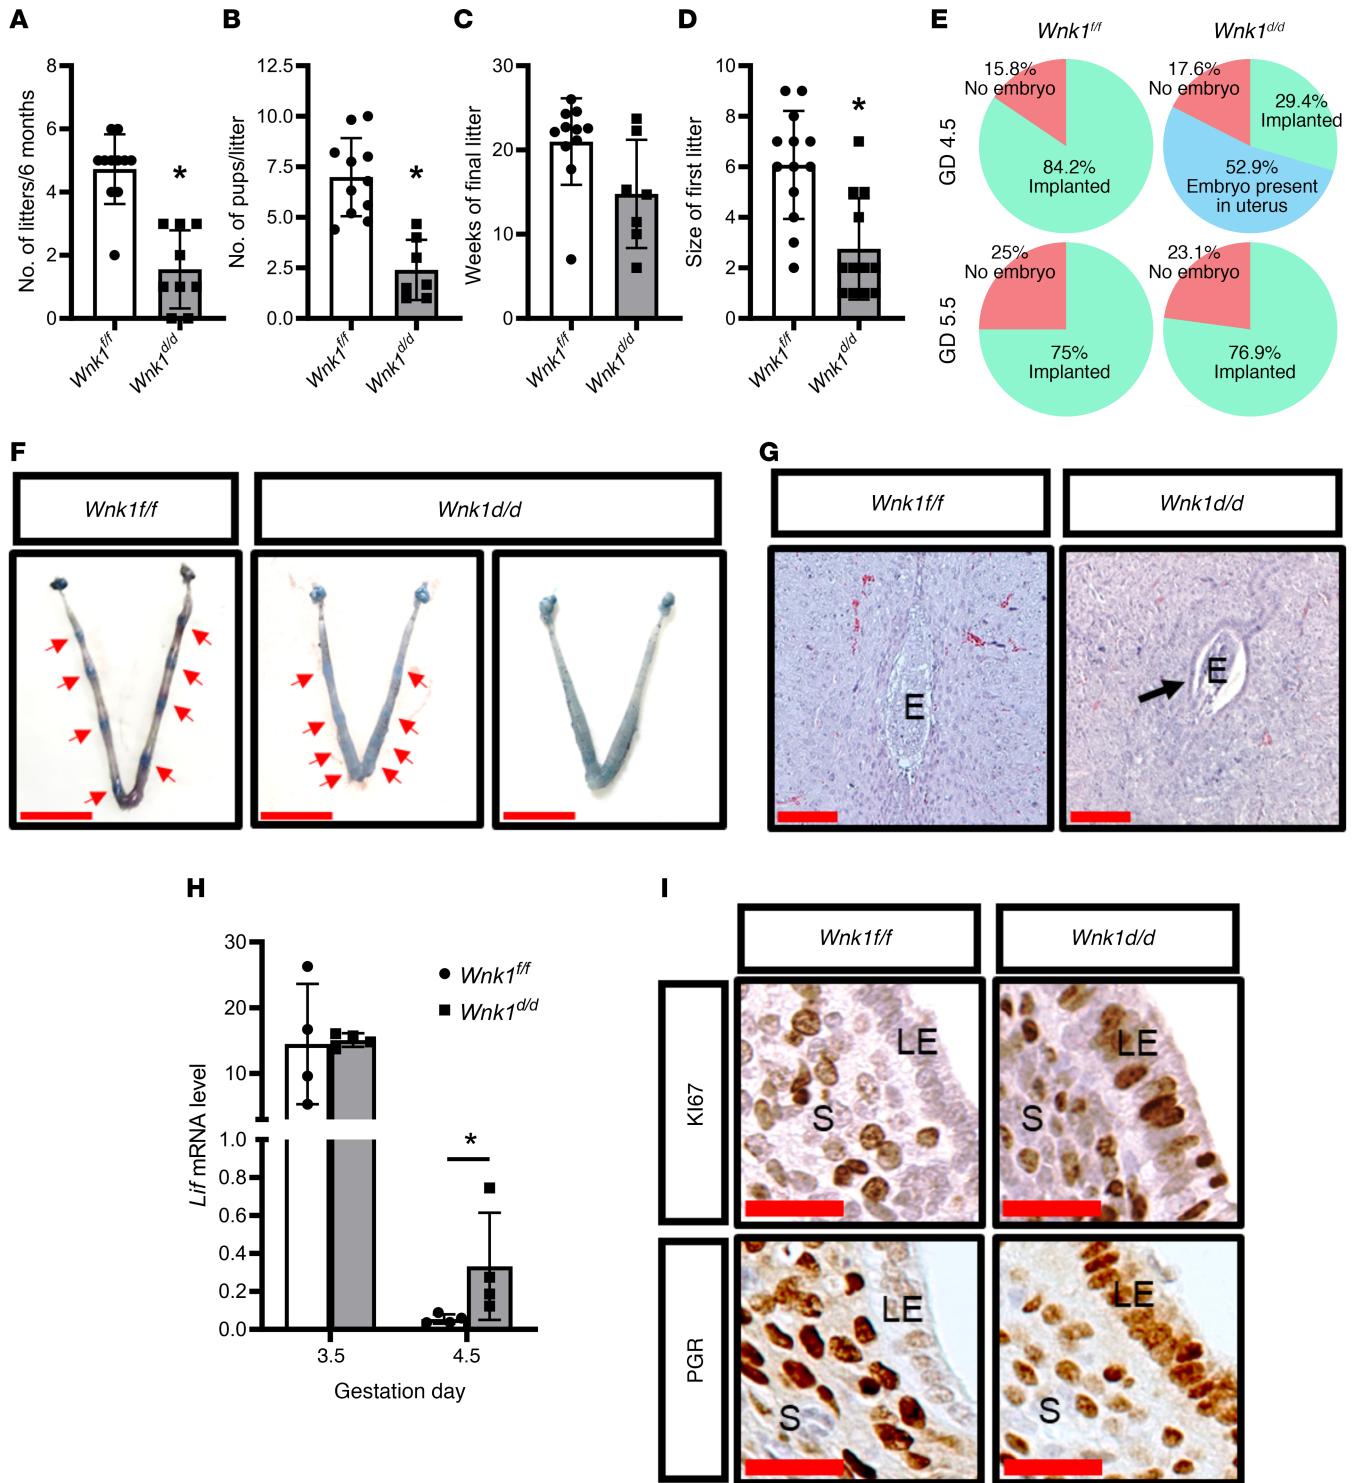 A
No. of litters/6 months
8
6
4
2
0
Wnk1f/f
Wnk1d/d
*
B
No. of pups/litter
12.5
10.0
7.5
5.0
2.5
0.0
Wnk1f/f
Wnk1d/d
*
C
Weeks of final litter
30
20
10
0
Wnk1f/f
Wnk1d/d
D
Size of first litter
10
8
6
4
2
0
Wnk1f/f
Wnk1d/d
*
E
Wnk1f/f
Wnk1d/d
GD 4.5
15.8%
No embryo
84.2%
Implanted
17.6%
No embryo
29.4%
Implanted
52.9%
Embryo present
in uterus
GD 5.5
25%
No embryo
75%
Implanted
23.1%
No embryo
76.9%
Implanted
F
Wnk1f/f
Wnk1d/d
G
Wnk1f/f
Wnk1d/d
E
E
H
Lif mRNA level
30
20
10
1.0
0.8
0.6
0.4
0.2
0.0
Wnk1f/f
Wnk1d/d
*
3.5
4.5
Gestation day
I
Wnk1f/f
Wnk1d/d
KI67
LE
S
LE
S
PGR
LE
S
LE
S